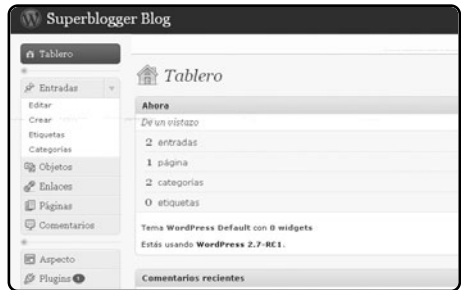 Superblogger Blog
Tablero
Entradas
Editar
Crear
Etiquetas
Categorías
Objetos
Enlaces
Páginas
Comentarios
Aspecto
Plugins 1
Tablero
Ahora
De un vistazo
2 entradas
1 página
2 categorías
0 etiquetas
Tema WordPress Default con 0 widgets
Estás usando WordPress 2.7-RC1.
Comentarios recientes